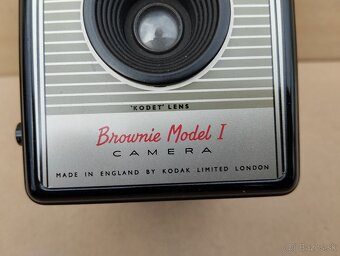 'KODET' LENS
Brownie Model I
CAMERA
MADE IN ENGLAND BY KODAK LIMITED LONDON